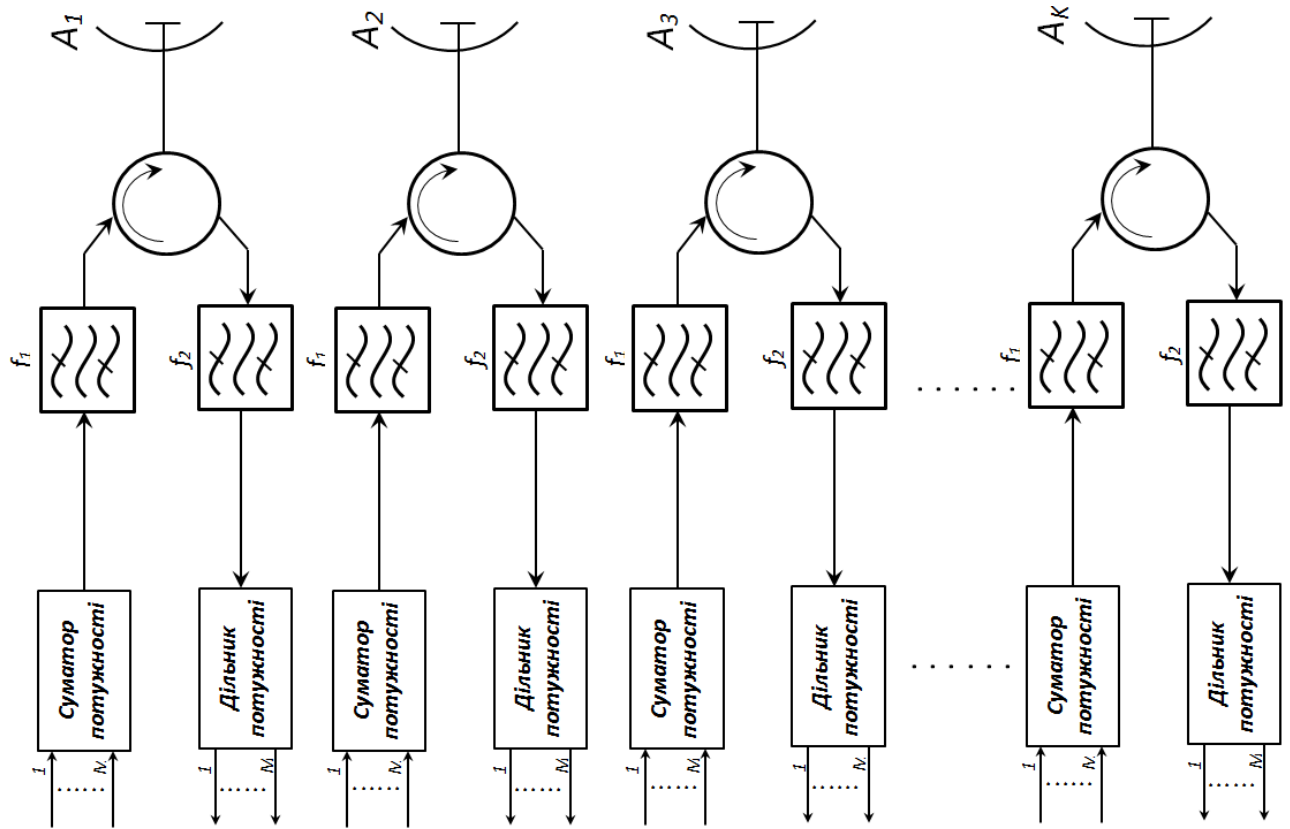 A₁
A₂
A₃
A_K
f₁
f₂
f₁
f₂
f₁
f₂
......
f₁
f₂
Суматор
потужності
Дільник
потужності
Суматор
потужності
Дільник
потужності
Суматор
потужності
Дільник
потужності
......
Суматор
потужності
Дільник
потужності
1
......
N
1
......
N
1
......
N
1
......
N
1
......
N
1
......
N
1
......
N
1
......
N